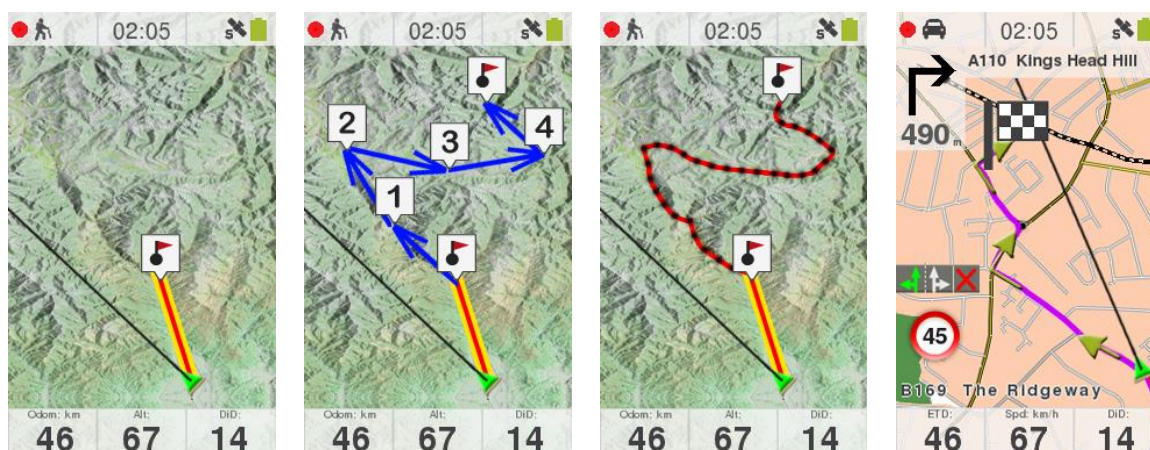 02:05
S
Odom: km Alt: DiD:
46 67 14
02:05
S
1
2
3
4
Odom: km Alt: DiD:
46 67 14
02:05
S
Odom: km Alt: DiD:
46 67 14
02:05
S
A110 Kings Head Hill
490 m
45
B169 The Ridgeway
ETD: Spd: km/h DiD:
46 67 14